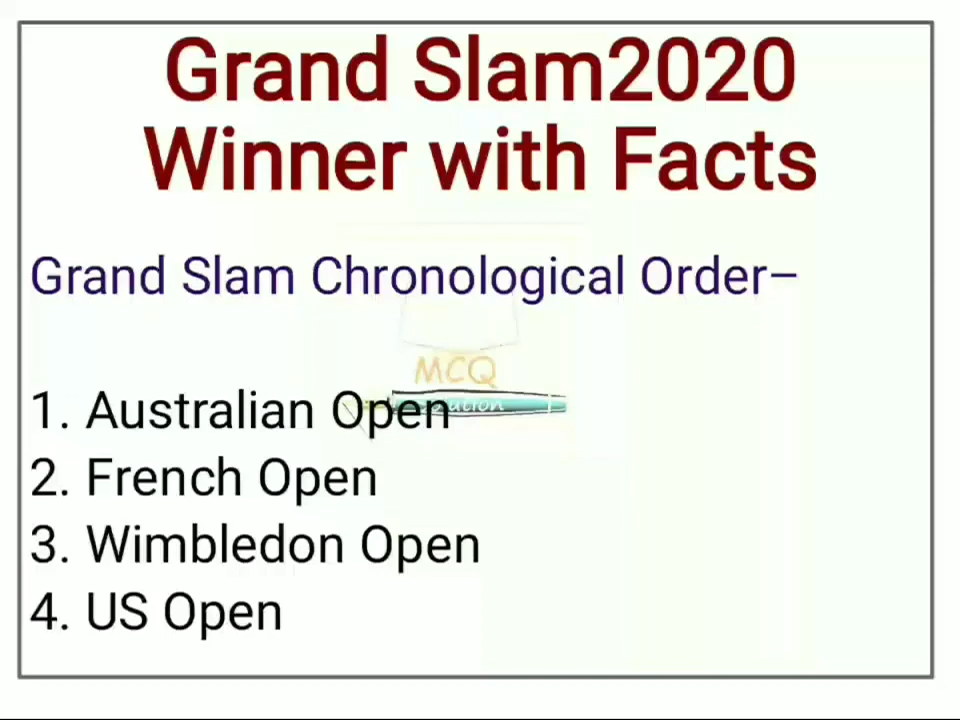 Grand Slam2020
Winner with Facts
Grand Slam Chronological Order–
MCQ
1. Australian Open
2. French Open
3. Wimbledon Open
4. US Open